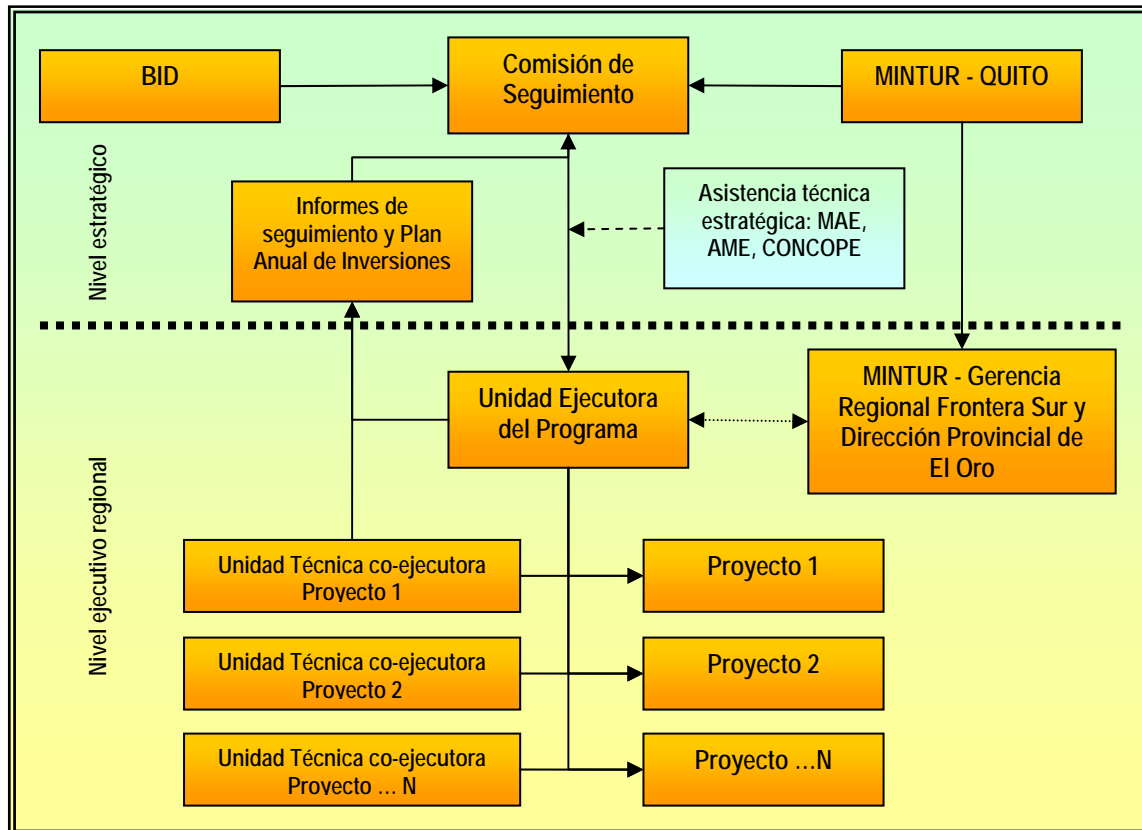 BID
Comisión de
Seguimiento
MINTUR - QUITO
Nivel estratégico
Informes de
seguimiento y Plan
Anual de Inversiones
Asistencia técnica
estratégica: MAE,
AME, CONCOPE
Nivel ejecutivo regional
Unidad Ejecutora
del Programa
MINTUR - Gerencia
Regional Frontera Sur y
Dirección Provincial de
El Oro
Unidad Técnica co-ejecutora
Proyecto 1
Proyecto 1
Unidad Técnica co-ejecutora
Proyecto 2
Proyecto 2
Unidad Técnica co-ejecutora
Proyecto ... N
Proyecto ...N